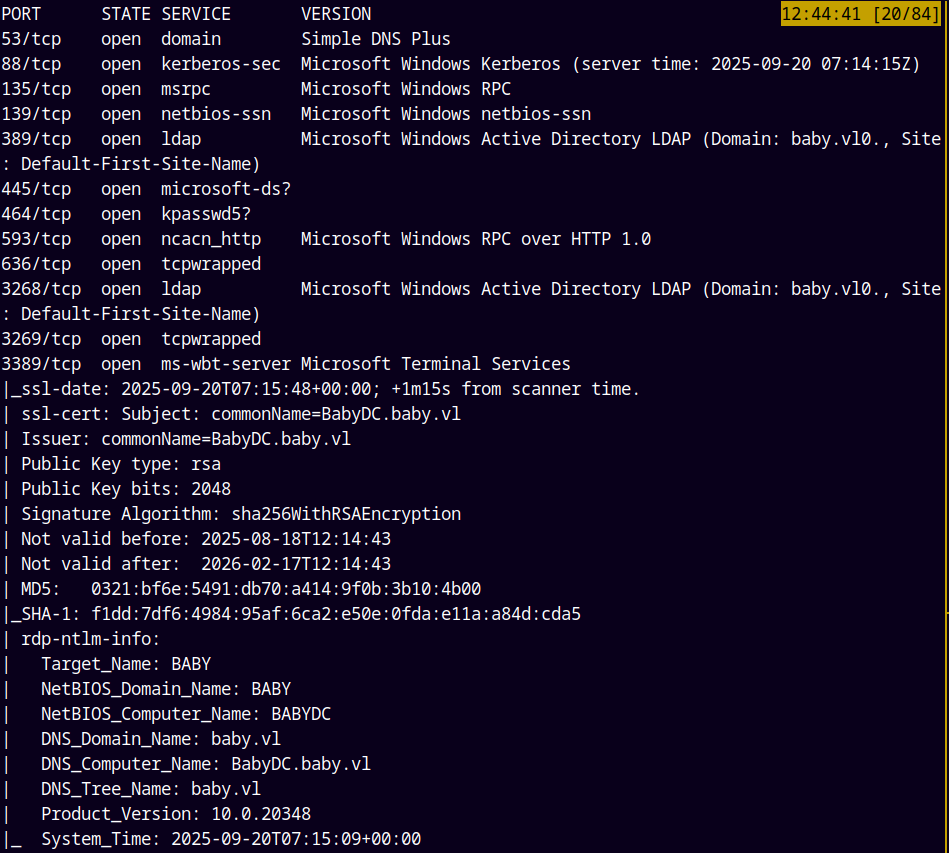 PORT     STATE SERVICE       VERSION                                         12:44:41 [20/84]
53/tcp    open  domain        Simple DNS Plus
88/tcp    open  kerberos-sec  Microsoft Windows Kerberos (server time: 2025-09-20 07:14:15Z)
135/tcp   open  msrpc         Microsoft Windows RPC
139/tcp   open  netbios-ssn   Microsoft Windows netbios-ssn
389/tcp   open  ldap          Microsoft Windows Active Directory LDAP (Domain: baby.vl0., Site
: Default-First-Site-Name)
445/tcp   open  microsoft-ds?
464/tcp   open  kpasswd5?
593/tcp   open  ncacn_http    Microsoft Windows RPC over HTTP 1.0
636/tcp   open  tcpwrapped
3268/tcp  open  ldap          Microsoft Windows Active Directory LDAP (Domain: baby.vl0., Site
: Default-First-Site-Name)
3269/tcp  open  tcpwrapped
3389/tcp  open  ms-wbt-server Microsoft Terminal Services
|_ssl-date: 2025-09-20T07:15:48+00:00; +1m15s from scanner time.
| ssl-cert: Subject: commonName=BabyDC.baby.vl
| Issuer: commonName=BabyDC.baby.vl
| Public Key type: rsa
| Public Key bits: 2048
| Signature Algorithm: sha256WithRSAEncryption
| Not valid before: 2025-08-18T12:14:43
| Not valid after:  2026-02-17T12:14:43
| MD5:   0321:bf6e:5491:db70:a414:9f0b:3b10:4b00
|_SHA-1: f1dd:7df6:4984:95af:6ca2:e50e:0fda:e11a:a84d:cda5
| rdp-ntlm-info:
|   Target_Name: BABY
|   NetBIOS_Domain_Name: BABY
|   NetBIOS_Computer_Name: BABYDC
|   DNS_Domain_Name: baby.vl
|   DNS_Computer_Name: BabyDC.baby.vl
|   DNS_Tree_Name: baby.vl
|   Product_Version: 10.0.20348
|_  System_Time: 2025-09-20T07:15:09+00:00